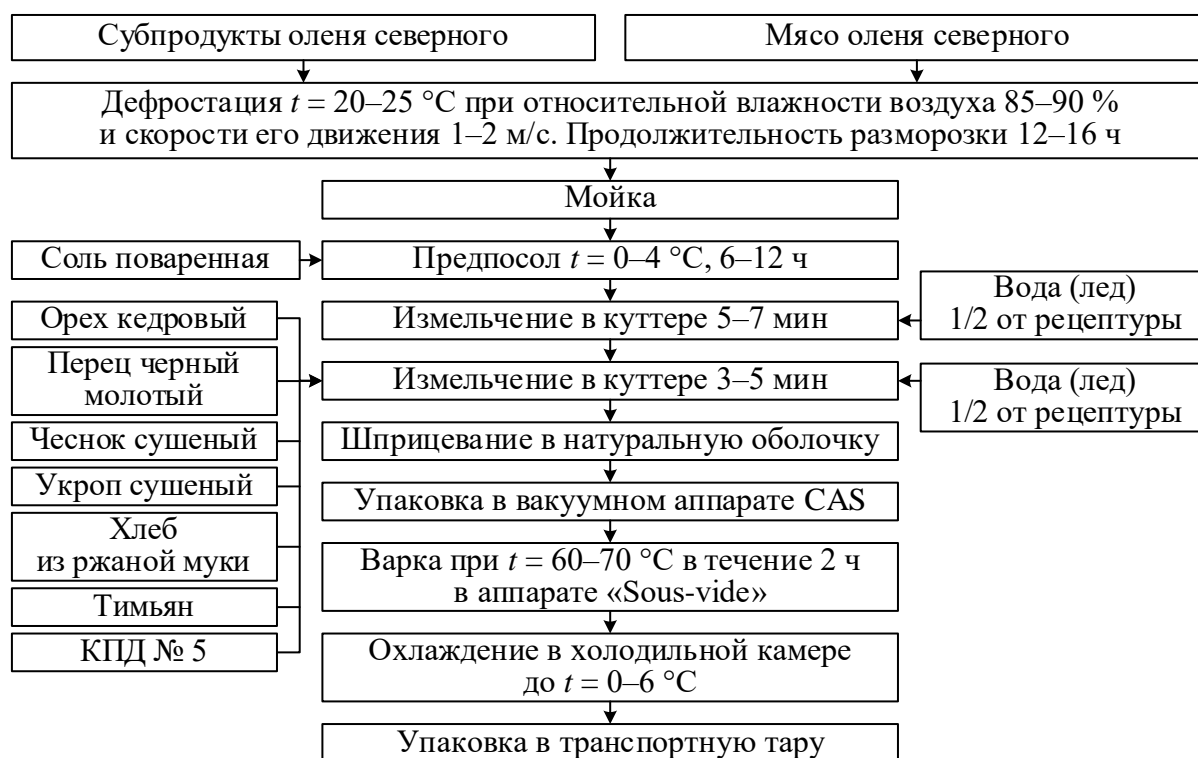 Субпродукты оленя северного
Мясо оленя северного
Дефростация t = 20–25 °C при относительной влажности воздуха 85–90 %
и скорости его движения 1–2 м/с. Продолжительность разморозки 12–16 ч
Мойка
Соль поваренная
Предпосол t = 0–4 °C, 6–12 ч
Орех кедровый
Измельчение в куттере 5–7 мин
Вода (лед)
1/2 от рецептуры
Перец черный
молотый
Измельчение в куттере 3–5 мин
Вода (лед)
1/2 от рецептуры
Чеснок сушеный
Шприцевание в натуральную оболочку
Укроп сушеный
Упаковка в вакуумном аппарате CAS
Хлеб
из ржаной муки
Варка при t = 60–70 °C в течение 2 ч
в аппарате «Sous-vide»
Тимьян
КПД № 5
Охлаждение в холодильной камере
до t = 0–6 °C
Упаковка в транспортную тару